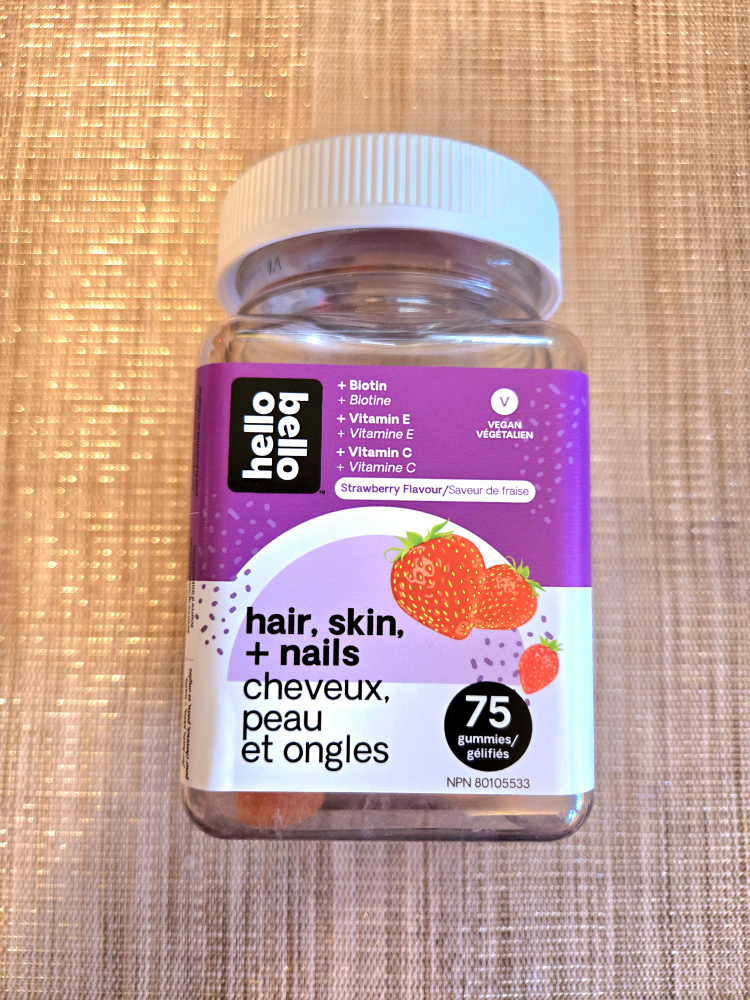 hello
bello
+ Biotin
+ Biotine
+ Vitamin E
+ Vitamine E
+ Vitamin C
+ Vitamine C
V
VEGAN
VÉGÉTALIEN
Strawberry Flavour/Saveur de fraise
hair, skin,
+ nails
cheveux,
peau
et ongles
75
gummies/
gélifiés
NPN 80105533